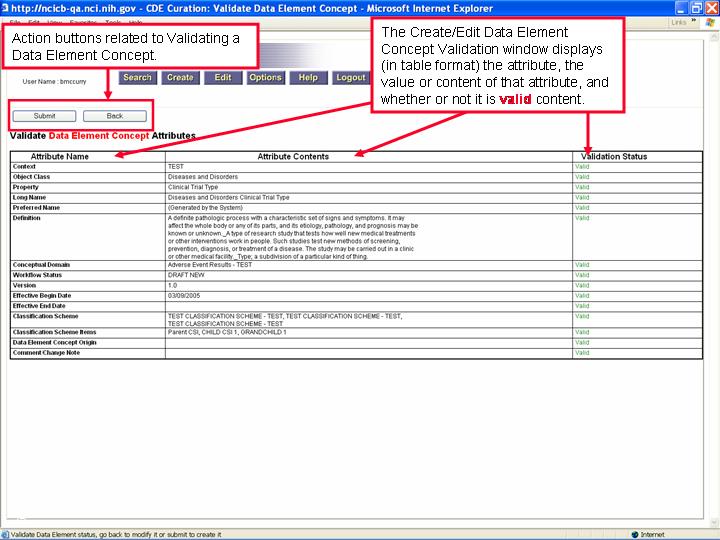 http://ncicb-qa.nci.nih.gov - CDE Curation: Validate Data Element Concept - Microsoft Internet Explorer
Links
Action buttons related to Validating a
Data Element Concept.
The Create/Edit Data Element
Concept Validation window displays
(in table format) the attribute, the
value or content of that attribute, and
whether or not it is valid content.
User Name : bmccurry
Search Create Edit Options Help Logout
Submit Back
Validate Data Element Concept Attributes
Attribute Name Attribute Contents Validation Status
Context TEST Valid
Object Class Diseases and Disorders Valid
Property Clinical Trial Type Valid
Long Name Diseases and Disorders Clinical Trial Type Valid
Preferred Name (Generated by the System) Valid
Definition A definite pathologic process with a characteristic set of signs and symptoms. It may Valid
affect the whole body or any of its parts, and its etiology, pathology, and prognosis may be
known or unknown._A type of research study that tests how well new medical treatments
or other interventions work in people. Such studies test new methods of screening,
prevention, diagnosis, or treatment of a disease. The study may be carried out in a clinic
or other medical facility._Type; a subdivision of a particular kind of thing.
Conceptual Domain Adverse Event Results - TEST Valid
Workflow Status DRAFT NEW Valid
Version 1.0 Valid
Effective Begin Date 03/09/2005 Valid
Effective End Date Valid
Classification Scheme TEST CLASSIFICATION SCHEME - TEST, TEST CLASSIFICATION SCHEME - TEST, Valid
TEST CLASSIFICATION SCHEME - TEST
Classification Scheme Items Parent CSI, CHILD CSI 1, GRANDCHILD 1 Valid
Data Element Concept Origin Valid
Comment/Change Note Valid
Validate Data Element status, go back to modify it or submit to create it
Internet